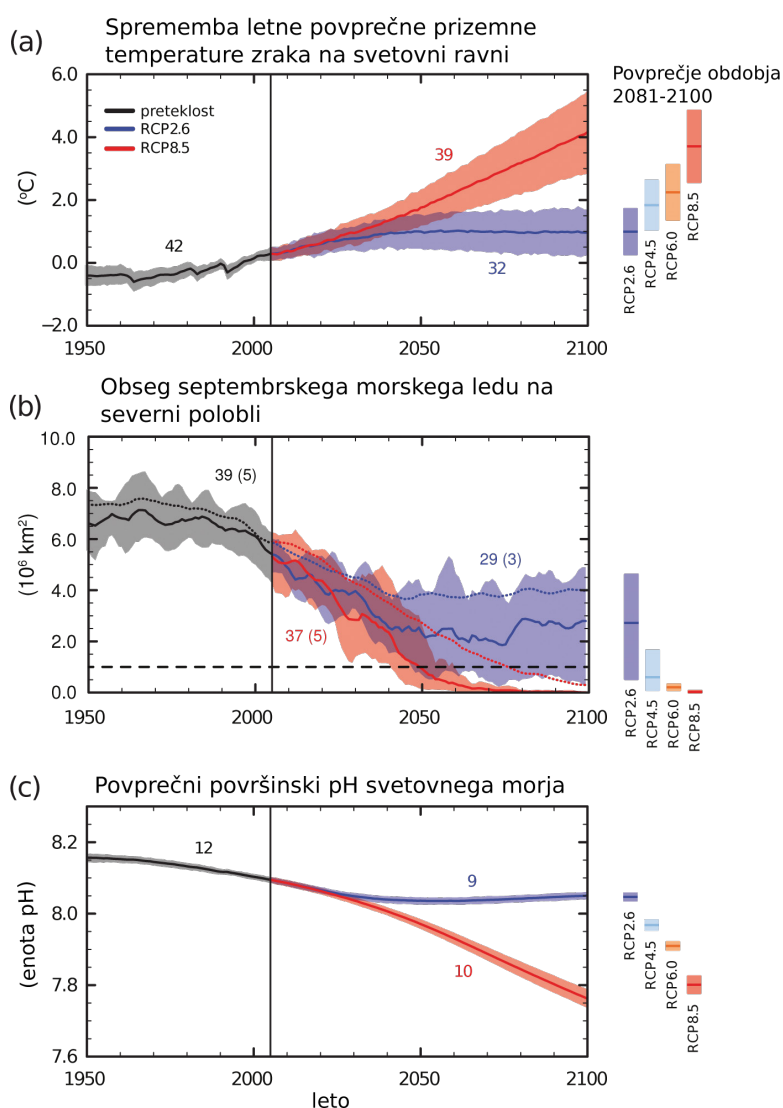 (a)
Sprememba letne povprečne prizemne
temperature zraka na svetovni ravni
Povprečje obdobja
2081-2100
6.0
4.0
2.0
0.0
−2.0
(°C)
preteklost
RCP2.6
RCP8.5
42
39
32
1950
2000
2050
2100
RCP2.6
RCP4.5
RCP6.0
RCP8.5
(b)
Obseg septembrskega morskega ledu na
severni polobli
10.0
8.0
6.0
4.0
2.0
0.0
(10⁶ km²)
39 (5)
29 (3)
37 (5)
1950
2000
2050
2100
RCP2.6
RCP4.5
RCP6.0
RCP8.5
(c)
Povprečni površinski pH svetovnega morja
8.2
8.0
7.8
7.6
(enota pH)
12
9
10
1950
2000
2050
2100
leto
RCP2.6
RCP4.5
RCP6.0
RCP8.5